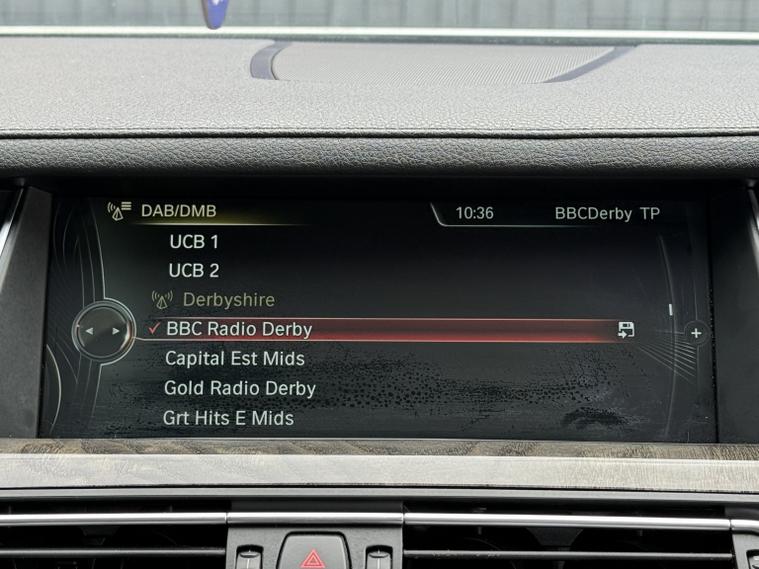 DAB/DMB 10:36 BBCDerby TP
UCB 1
UCB 2
Derbyshire
BBC Radio Derby
Capital Est Mids
Gold Radio Derby
Grt Hits E Mids